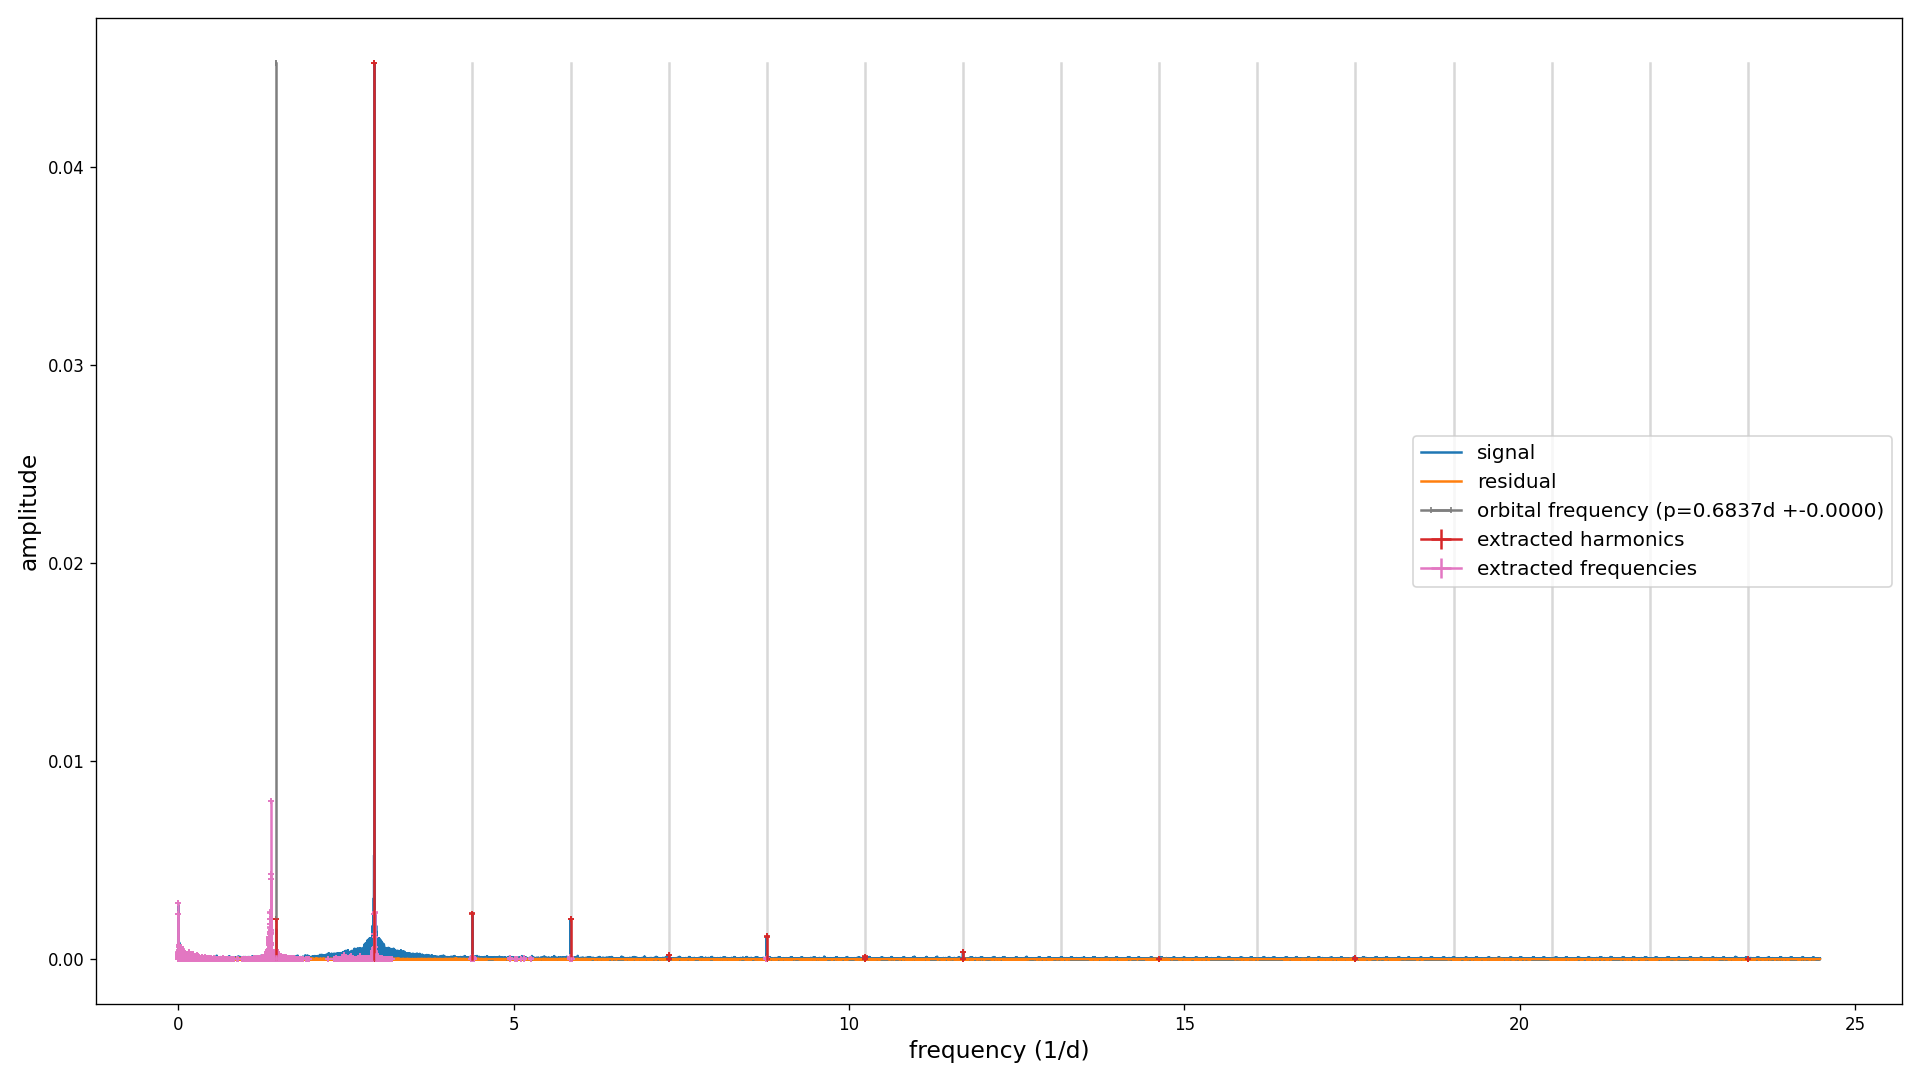 amplitude
0.04
0.03
0.02
0.01
0.00
signal
residual
orbital frequency (p=0.6837d +-0.0000)
extracted harmonics
extracted frequencies
0 5 10 15 20 25
frequency (1/d)